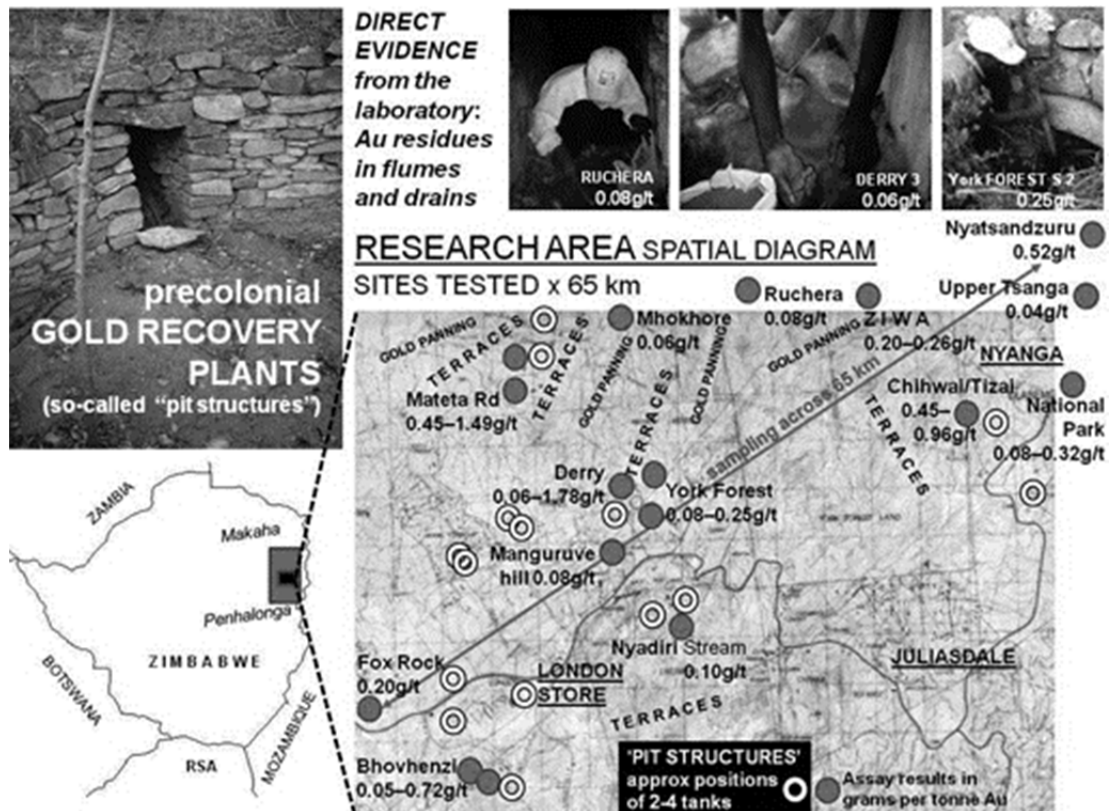 DIRECT
EVIDENCE
from the
laboratory:
Au residues
in flumes
and drains
RUCHERA
0.08g/t
DERRY 3
0.06g/t
York FOREST S 2
0.25g/t
precolonial
GOLD RECOVERY
PLANTS
(so-called “pit structures”)
RESEARCH AREA SPATIAL DIAGRAM
SITES TESTED x 65 km
Nyatsandzuru
0.52g/t
Upper Tsanga
0.04g/t
Ruchera
0.08g/t
ZIWA
0.20–0.26g/t
NYANGA
Mhokhore
0.06g/t
GOLD PANNING
TERRACES
TERRACES
GOLD PANNING
TERRACES
GOLD PANNING
GOLD PANNING
sampling across 65 km
TERRACES
Mateta Rd
0.45–1.49g/t
Chihwai/Tizai
0.45–
0.96g/t
National
Park
0.08–0.32g/t
Derry
0.06–1.78g/t
York Forest
0.08–0.25g/t
Manguruve
hill 0.08g/t
Nyadiri Stream
0.10g/t
Fox Rock
0.20g/t
LONDON
STORE
JULIASDALE
TERRACES
Bhovhenzi
0.05–0.72g/t
'PIT STRUCTURES'
approx positions
of 2-4 tanks
Assay results in
grams per tonne Au
ZAMBIA
Makaha
Penhalonga
ZIMBABWE
BOTSWANA
MOZAMBIQUE
RSA